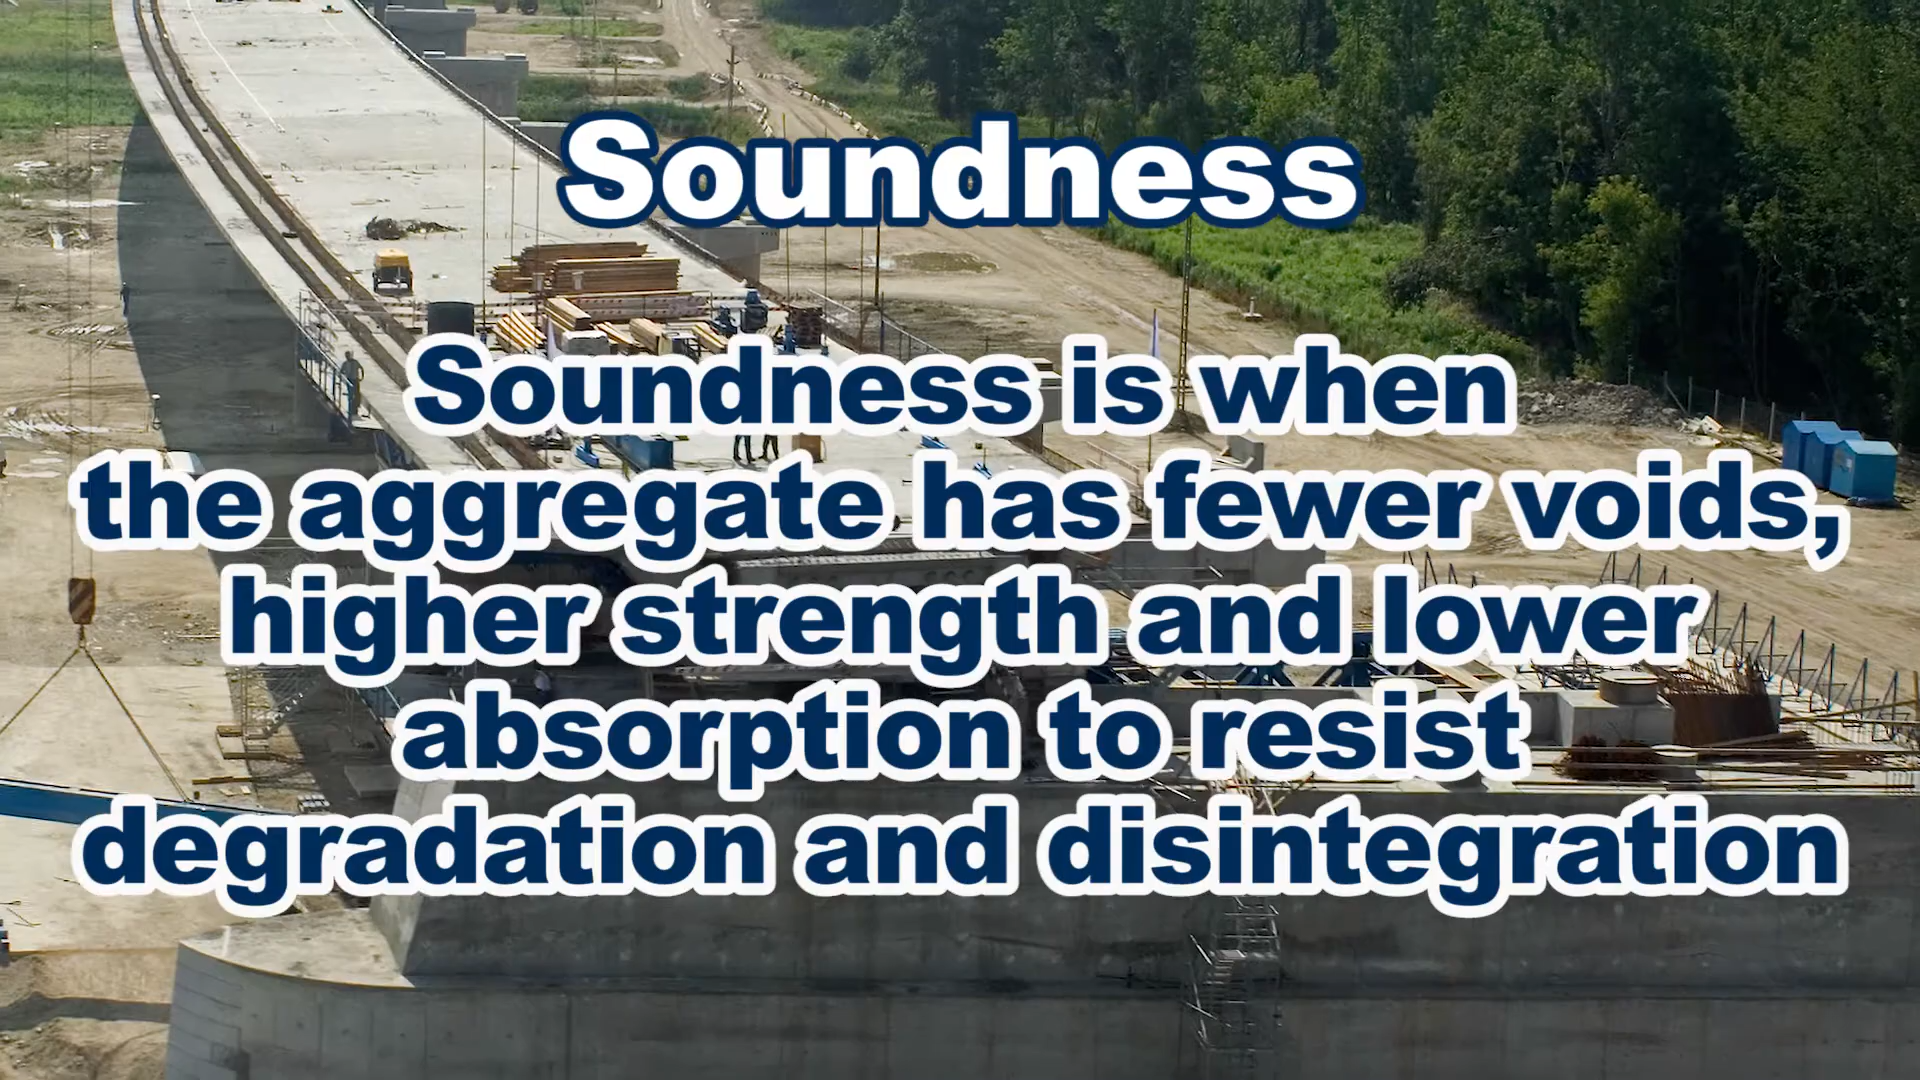 Soundness
Soundness is when
the aggregate has fewer voids,
higher strength and lower
absorption to resist
degradation and disintegration